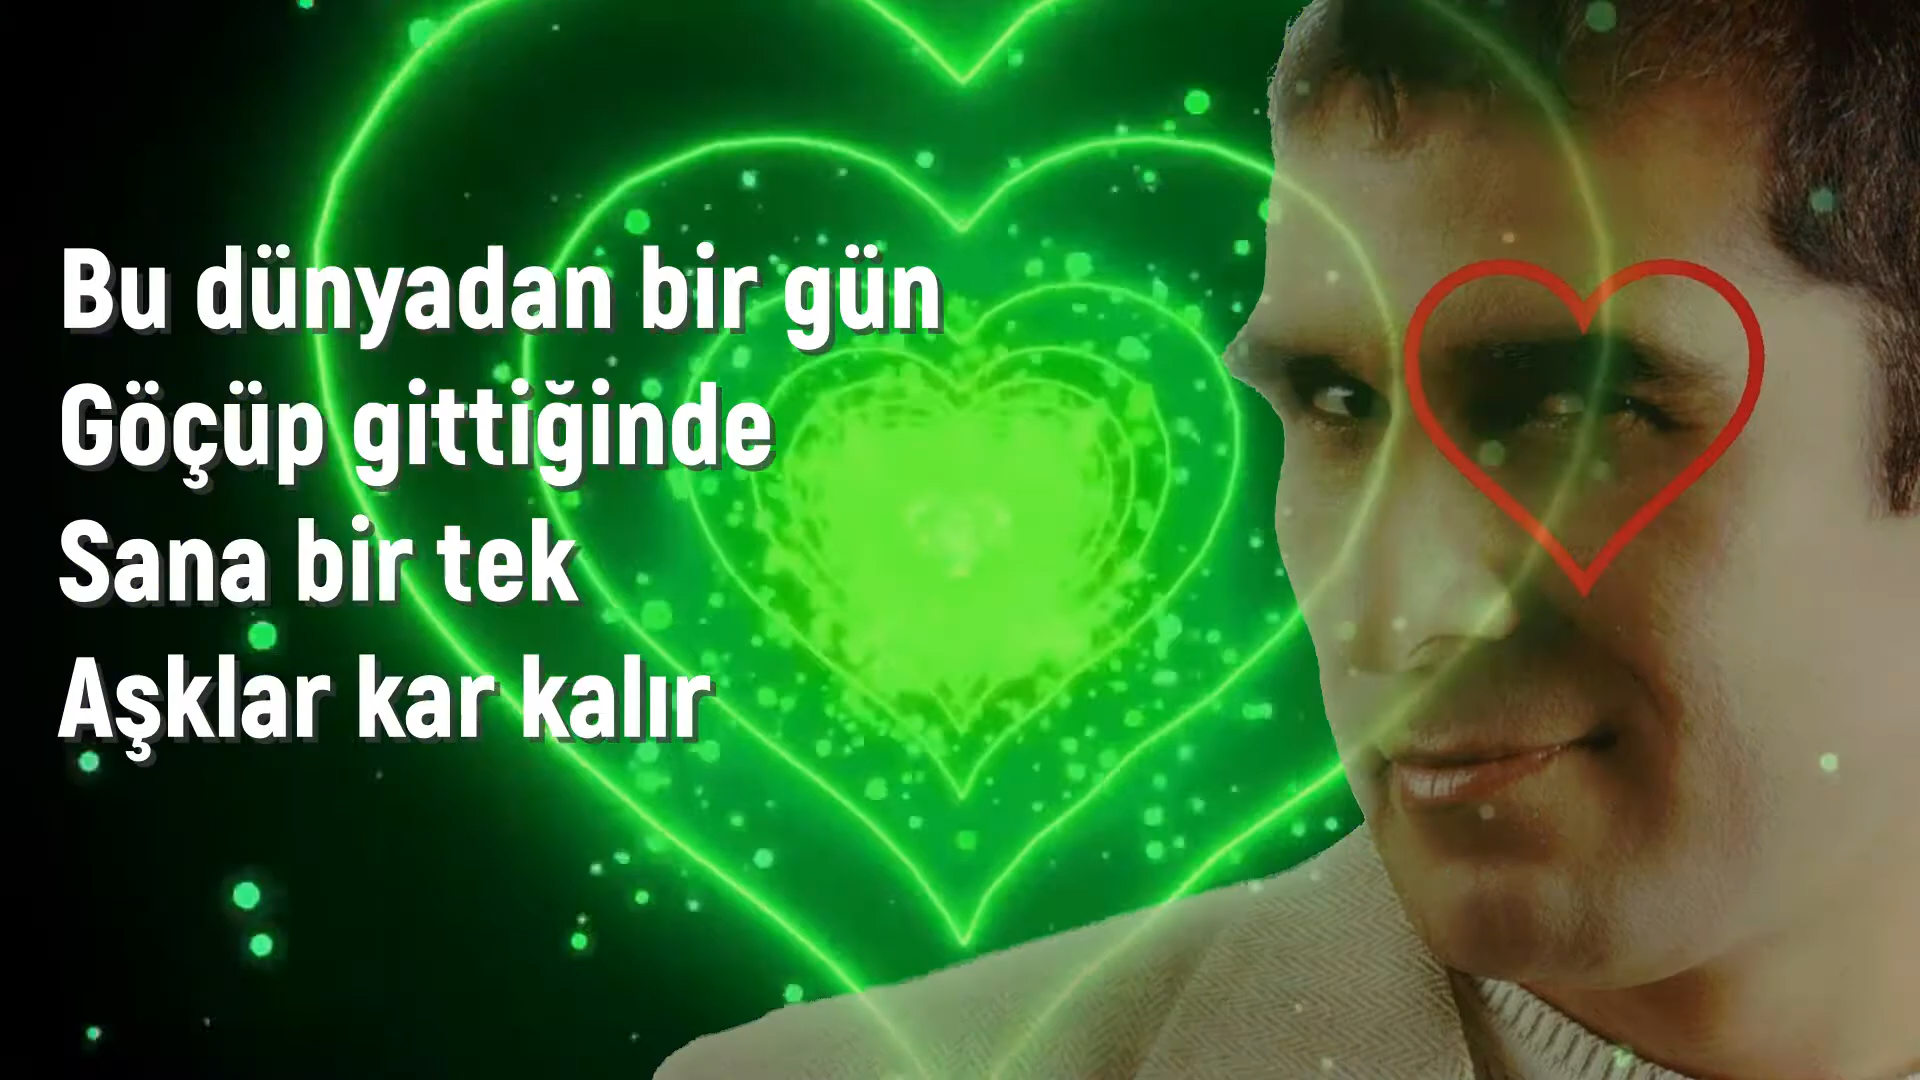 Bu dünyadan bir gün
Göçüp gittiğinde
Sana bir tek
Aşklar kar kalır